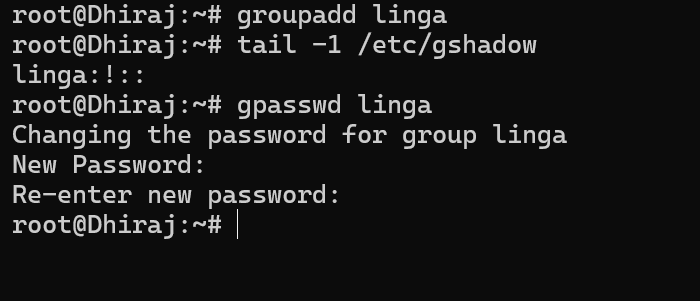 root@Dhiraj:~# groupadd linga
root@Dhiraj:~# tail -1 /etc/gshadow
linga:!::
root@Dhiraj:~# gpasswd linga
Changing the password for group linga
New Password:
Re-enter new password:
root@Dhiraj:~#